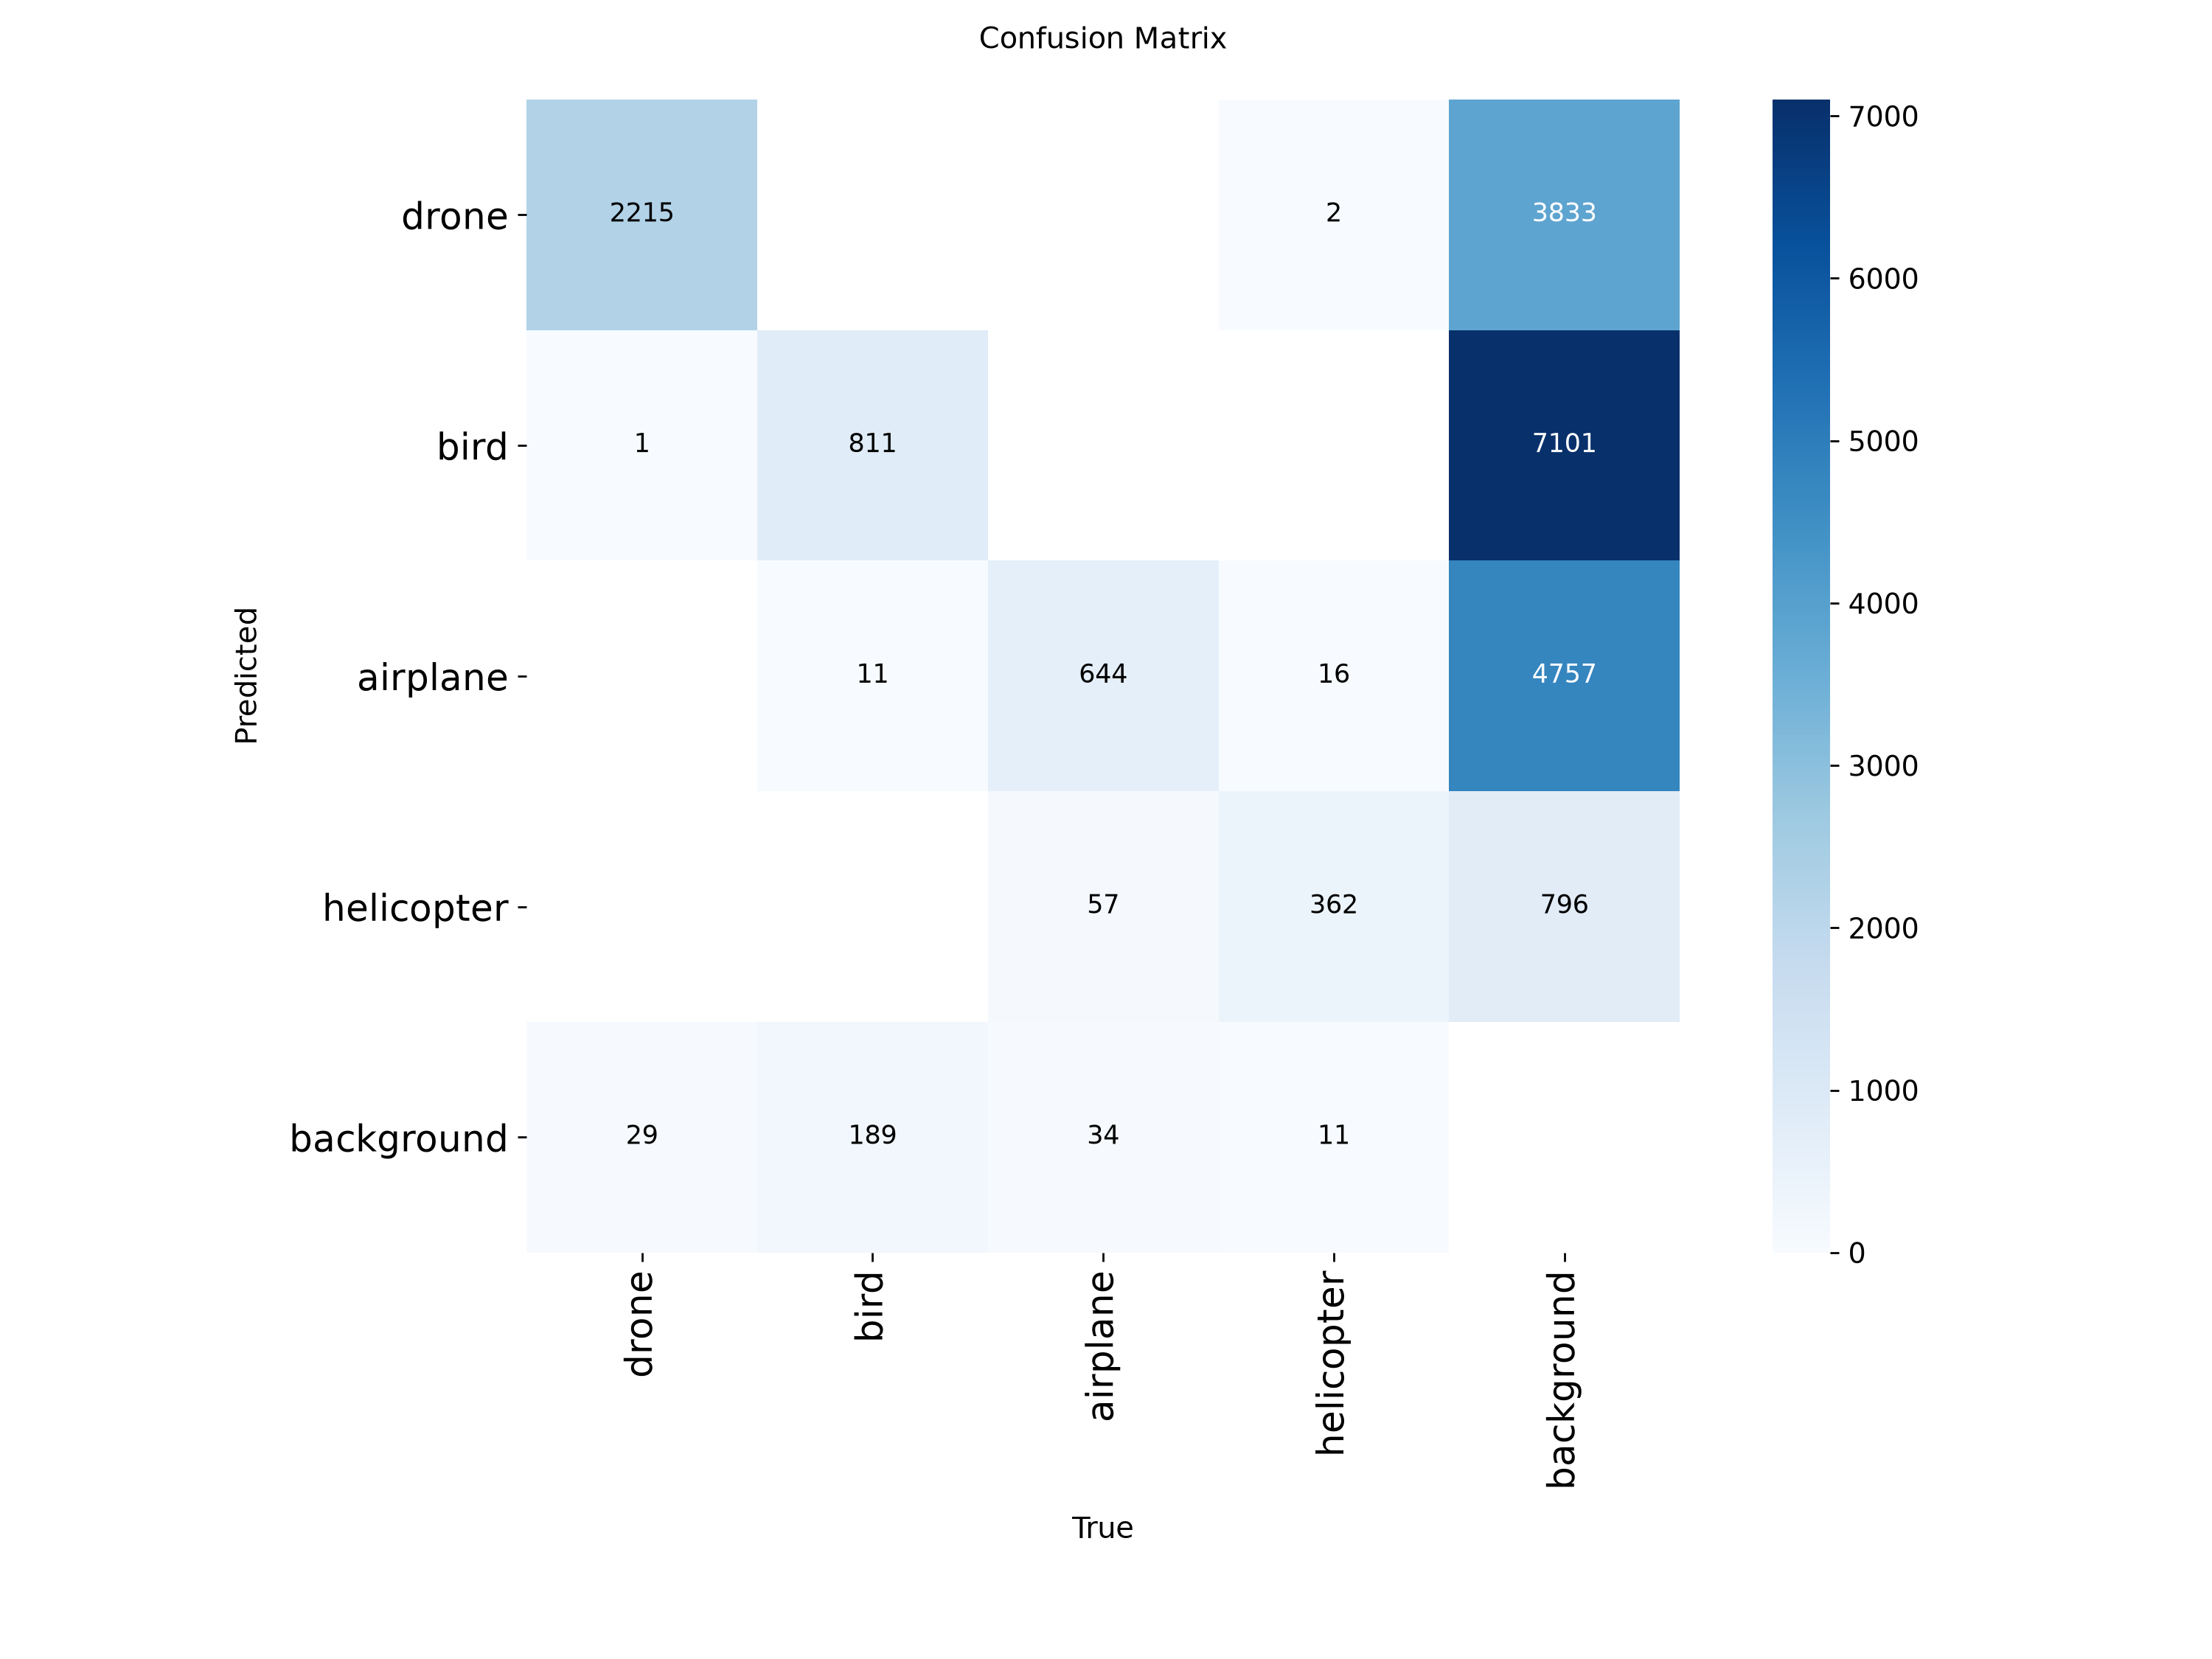 Confusion Matrix
drone
2215
2
3833
bird
1
811
7101
airplane
11
644
16
4757
helicopter
57
362
796
background
29
189
34
11
Predicted
drone
bird
airplane
helicopter
background
True
7000
6000
5000
4000
3000
2000
1000
0